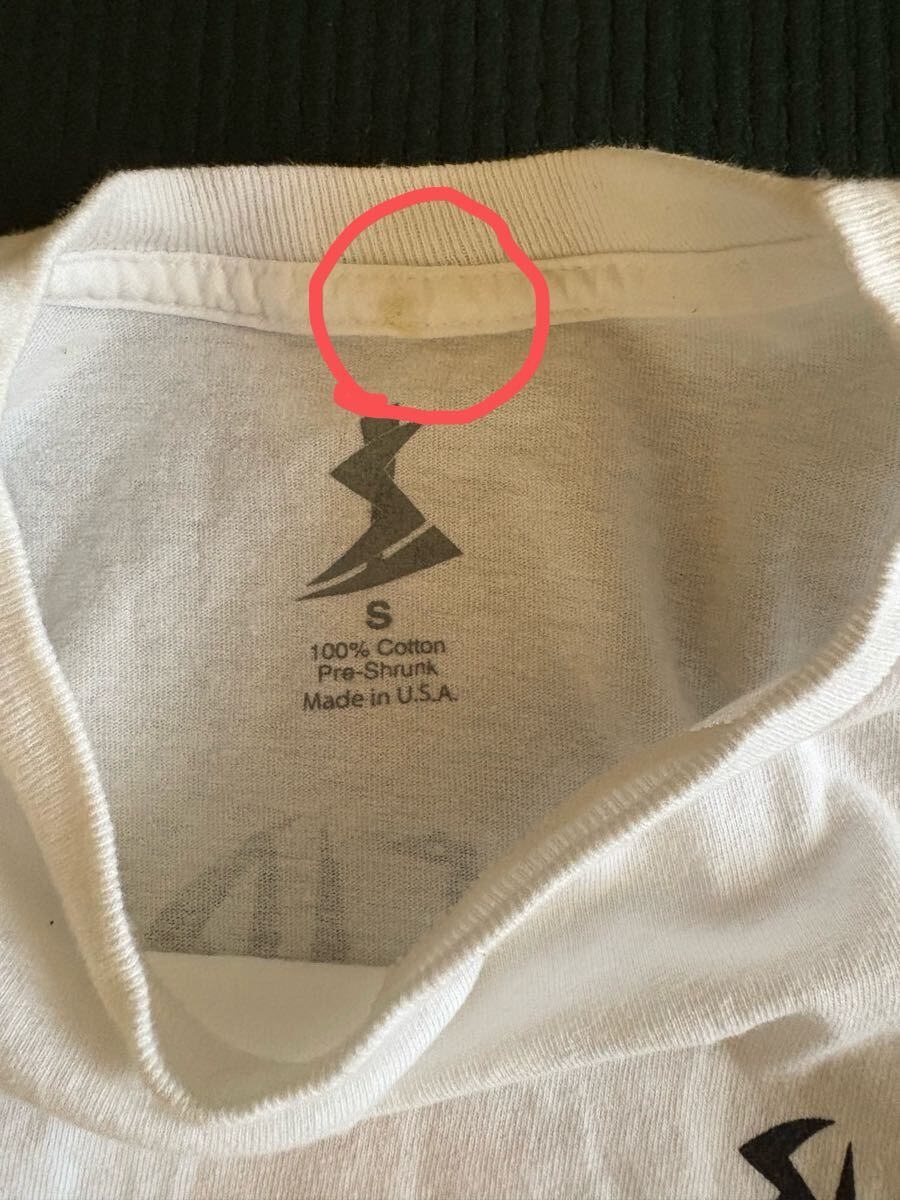 S
100% Cotton
Pre-Shrunk
Made in U.S.A.